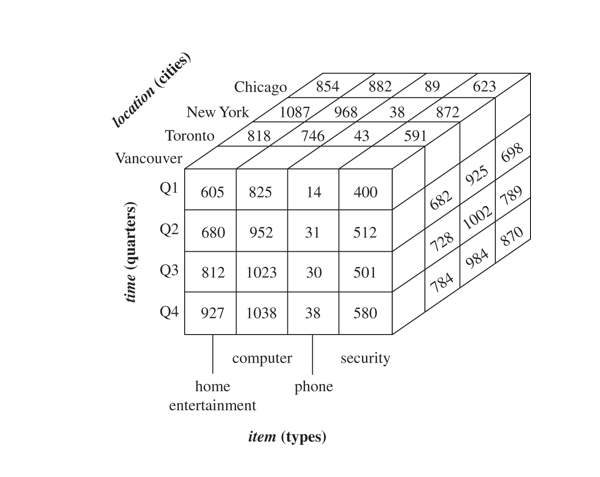 location (cities)
Chicago 854 882 89 623
New York 1087 968 38 872
Toronto 818 746 43 591
Vancouver
time (quarters)
Q1 605 825 14 400 682 925 698
Q2 680 952 31 512 728 1002 789
Q3 812 1023 30 501 784 984 870
Q4 927 1038 38 580
computer security
home phone
entertainment
item (types)